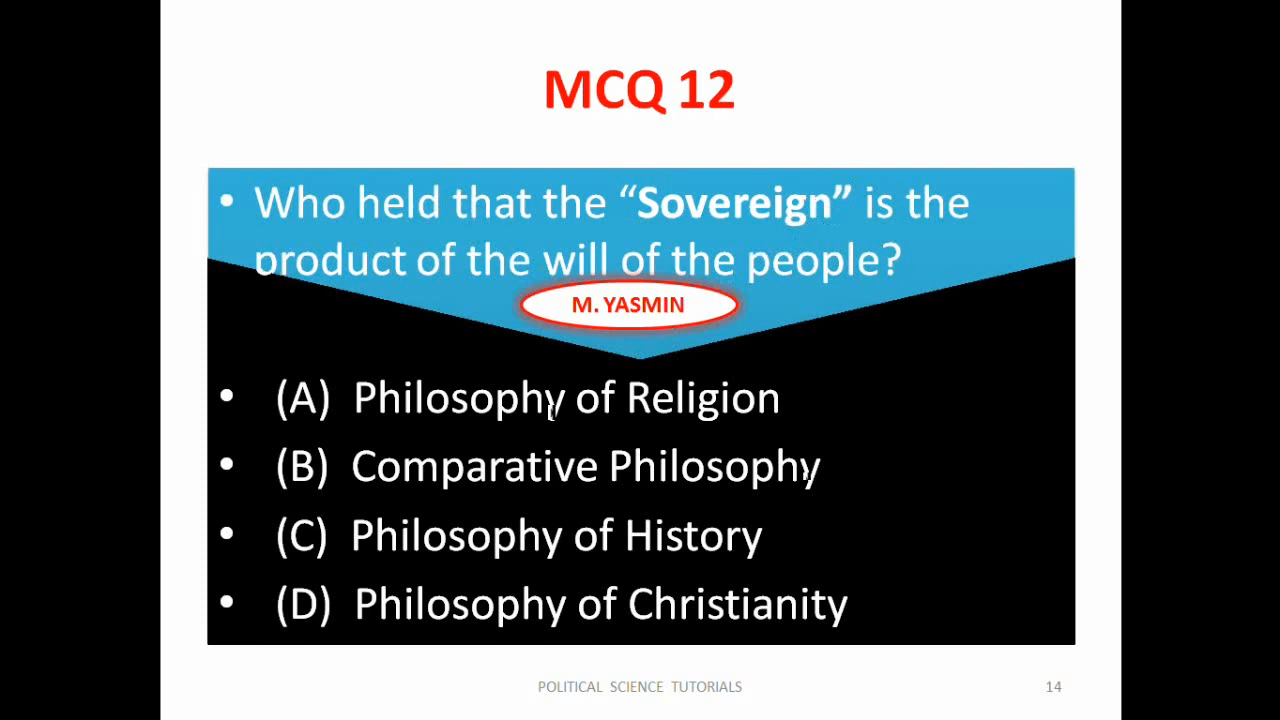 MCQ 12
• Who held that the “Sovereign” is the
product of the will of the people?
M. YASMIN
• (A) Philosophy of Religion
• (B) Comparative Philosophy
• (C) Philosophy of History
• (D) Philosophy of Christianity
POLITICAL SCIENCE TUTORIALS
14